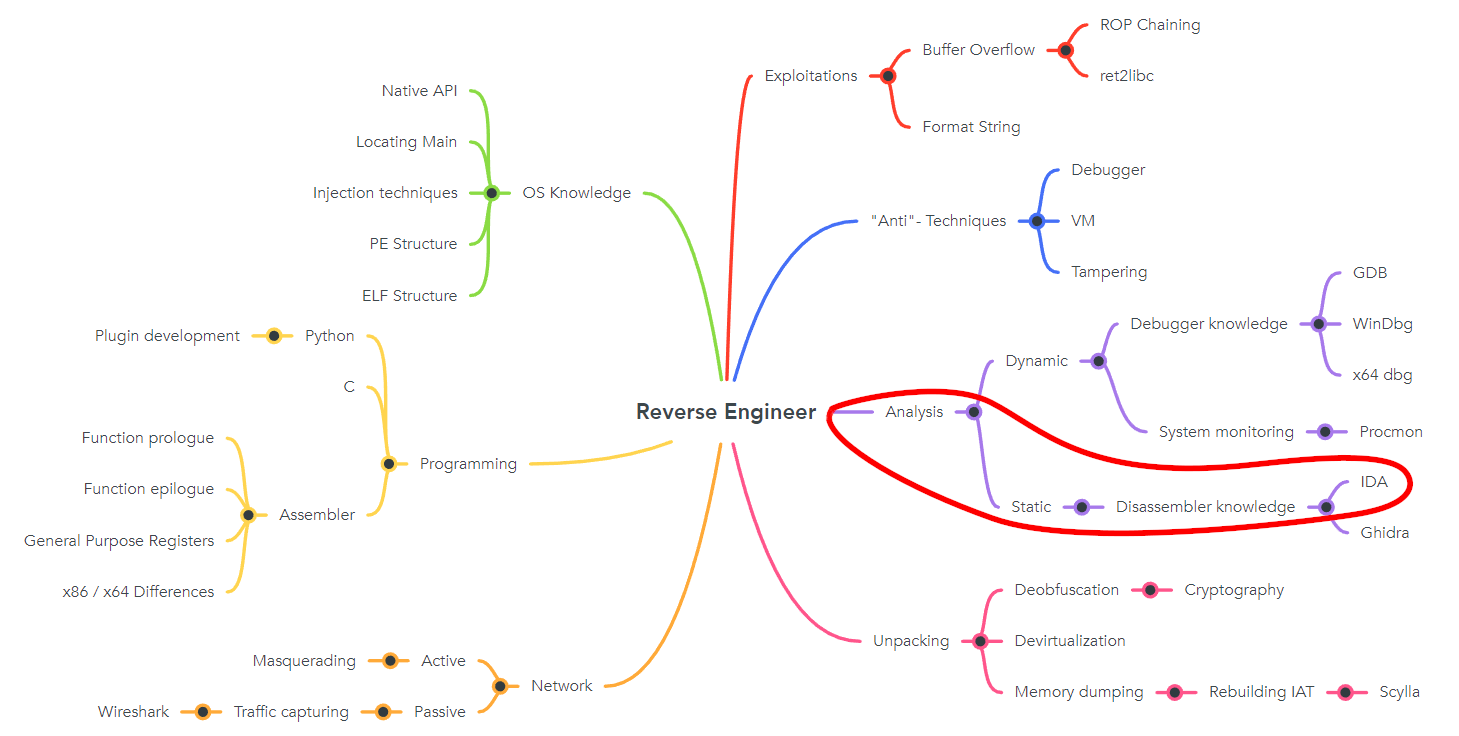 Reverse Engineer
Exploitations
Buffer Overflow
ROP Chaining
ret2libc
Format String
"Anti"- Techniques
Debugger
VM
Tampering
Analysis
Dynamic
Debugger knowledge
GDB
WinDbg
x64 dbg
System monitoring
Procmon
Static
Disassembler knowledge
IDA
Ghidra
Unpacking
Deobfuscation
Cryptography
Devirtualization
Memory dumping
Rebuilding IAT
Scylla
OS Knowledge
Native API
Locating Main
Injection techniques
PE Structure
ELF Structure
Programming
Python
Plugin development
C
Assembler
Function prologue
Function epilogue
General Purpose Registers
x86 / x64 Differences
Network
Active
Masquerading
Passive
Traffic capturing
Wireshark